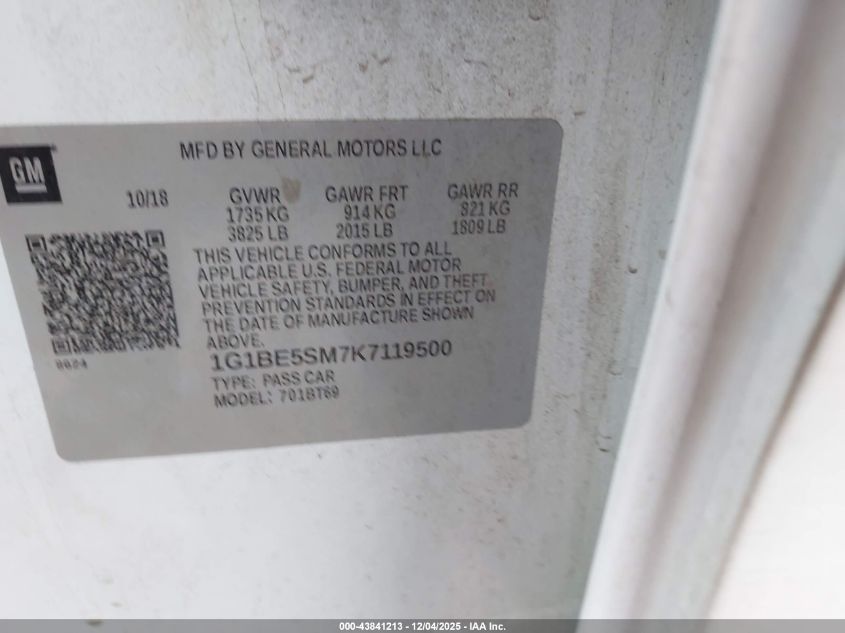 MFD BY GENERAL MOTORS LLC
GM
10/18 GVWR GAWR FRT GAWR RR
1735 KG 914 KG 821 KG
3825 LB 2015 LB 1809 LB
THIS VEHICLE CONFORMS TO ALL
APPLICABLE U.S. FEDERAL MOTOR
VEHICLE SAFETY, BUMPER, AND THEFT
PREVENTION STANDARDS IN EFFECT ON
THE DATE OF MANUFACTURE SHOWN
ABOVE.
1G1BE5SM7K7119500
TYPE: PASS CAR
MODEL: 701BT69
000-43841213 - 12/04/2025 - IAA Inc.